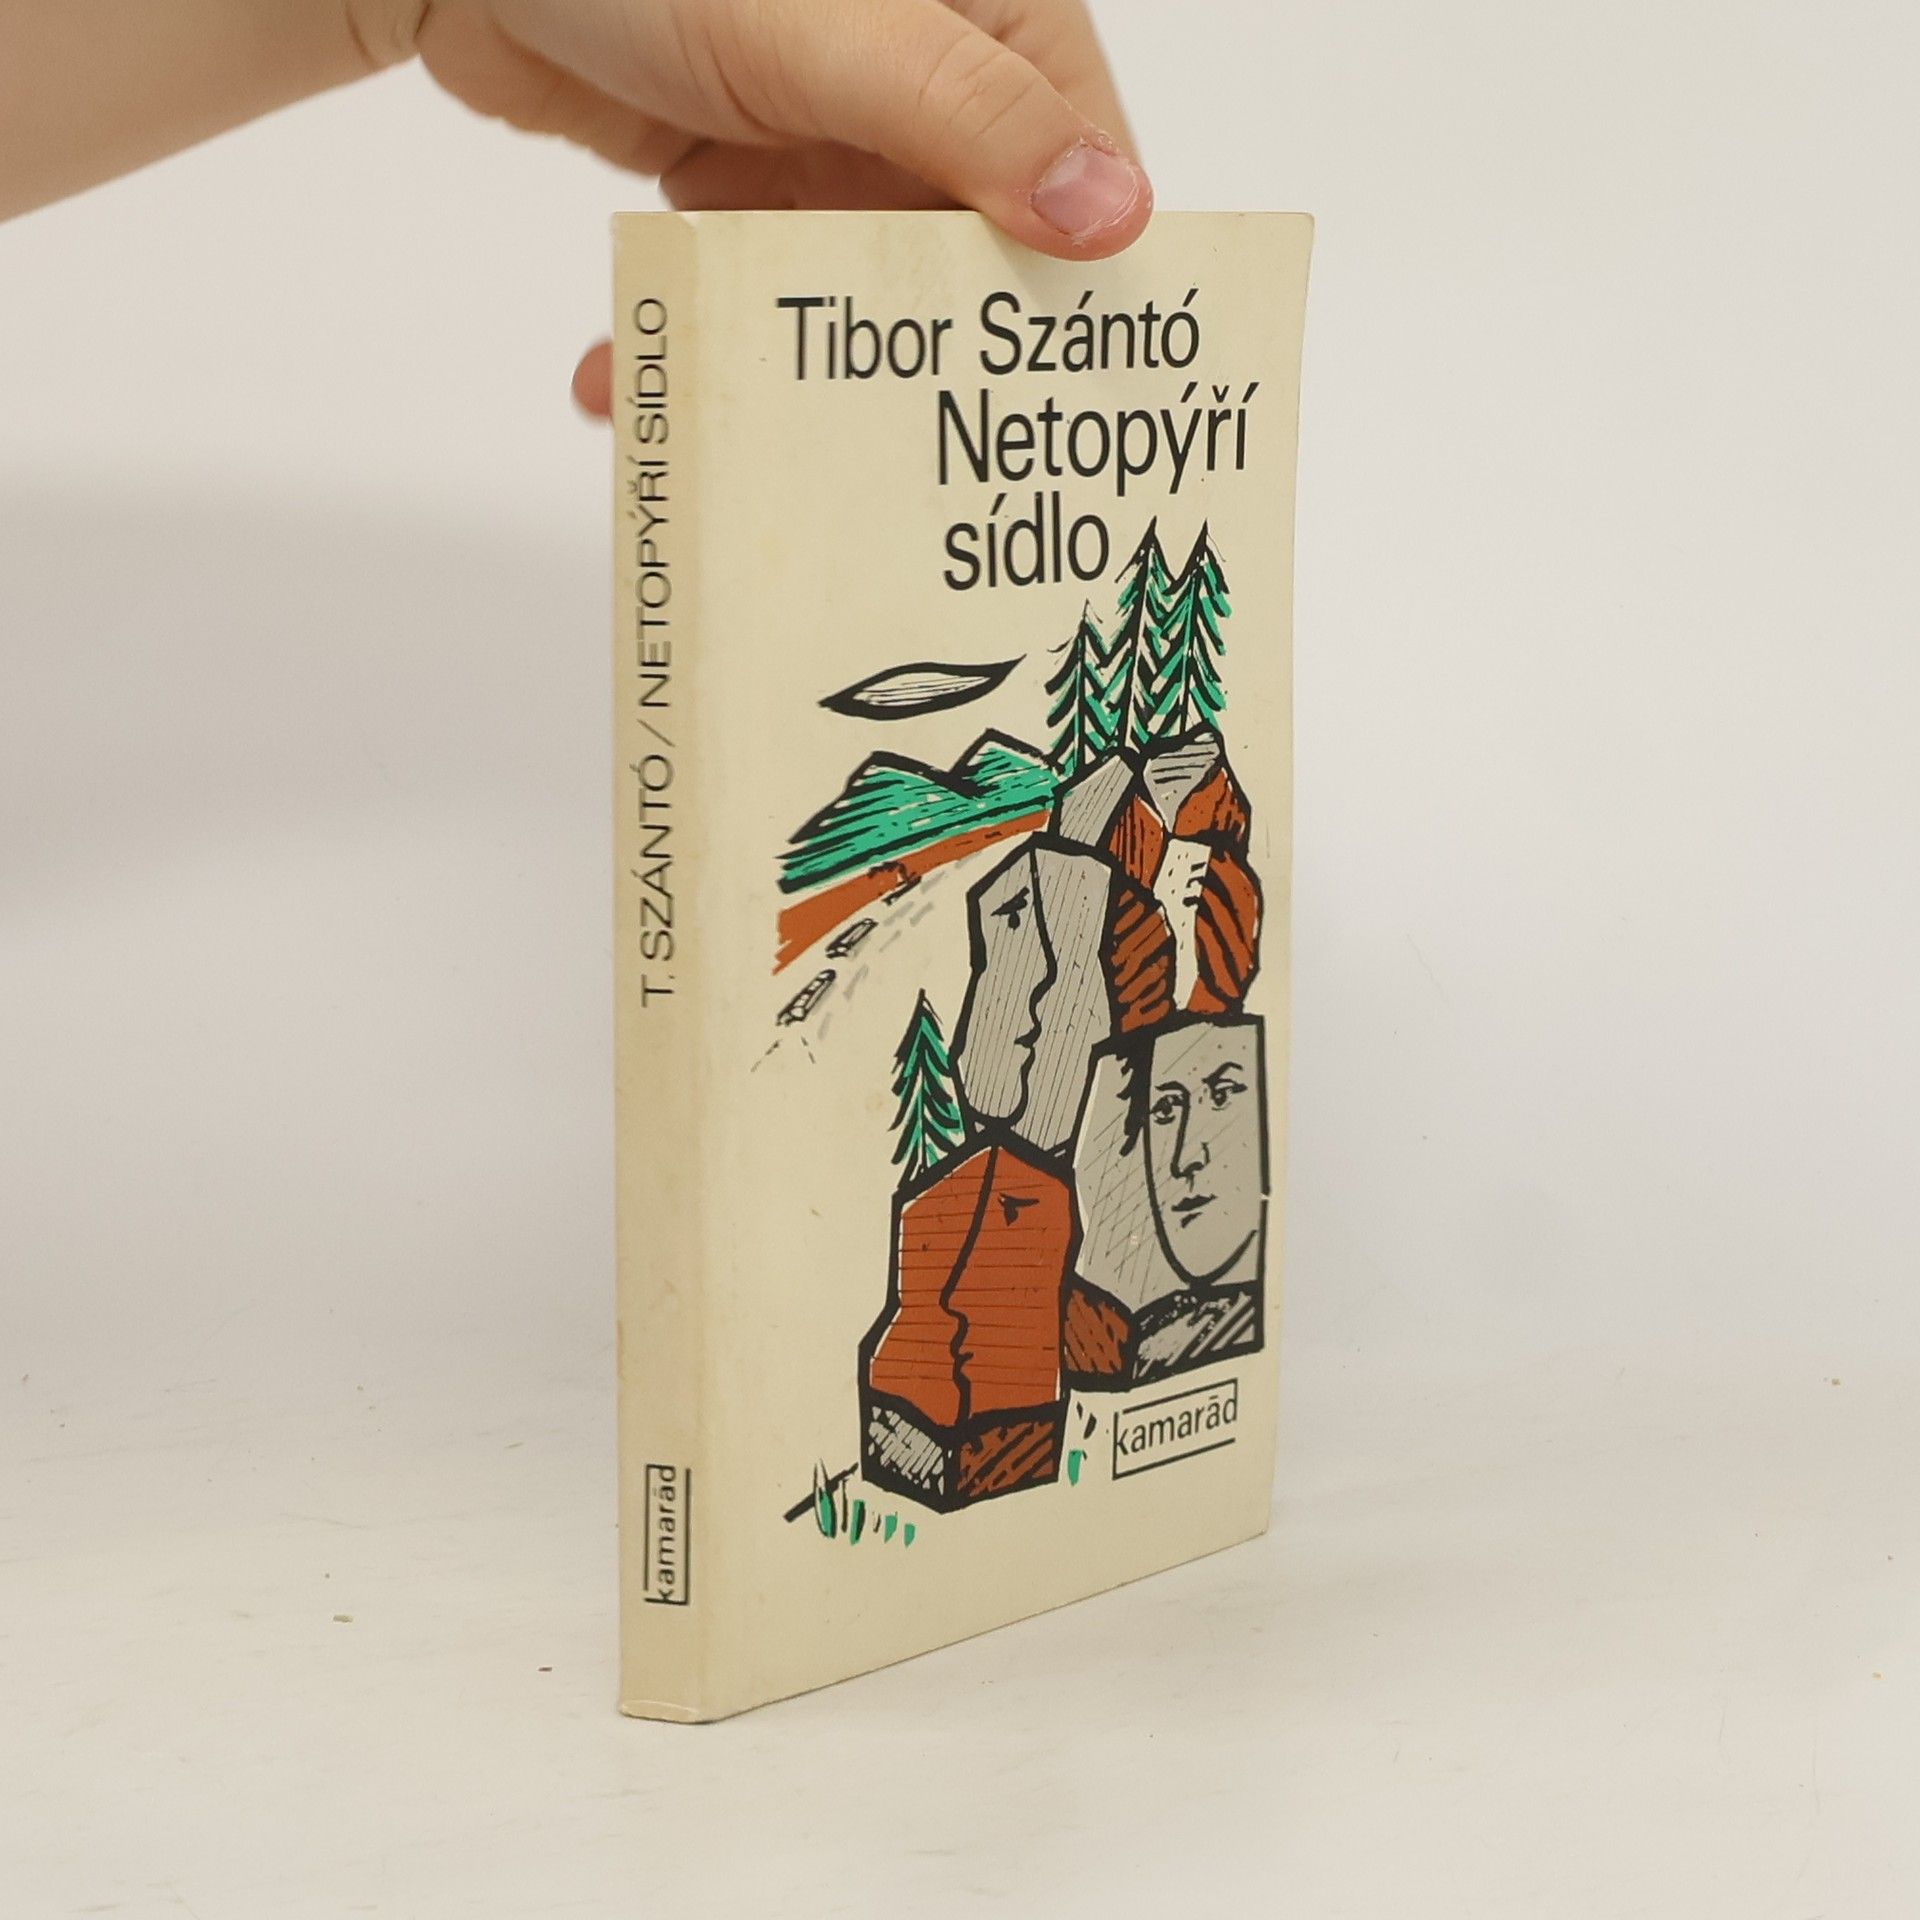 T. SZÁNTÓ / NETOPÝŘÍ SÍDLO
kamarád
Tibor Szántó
Netopýří
sídlo
kamarád